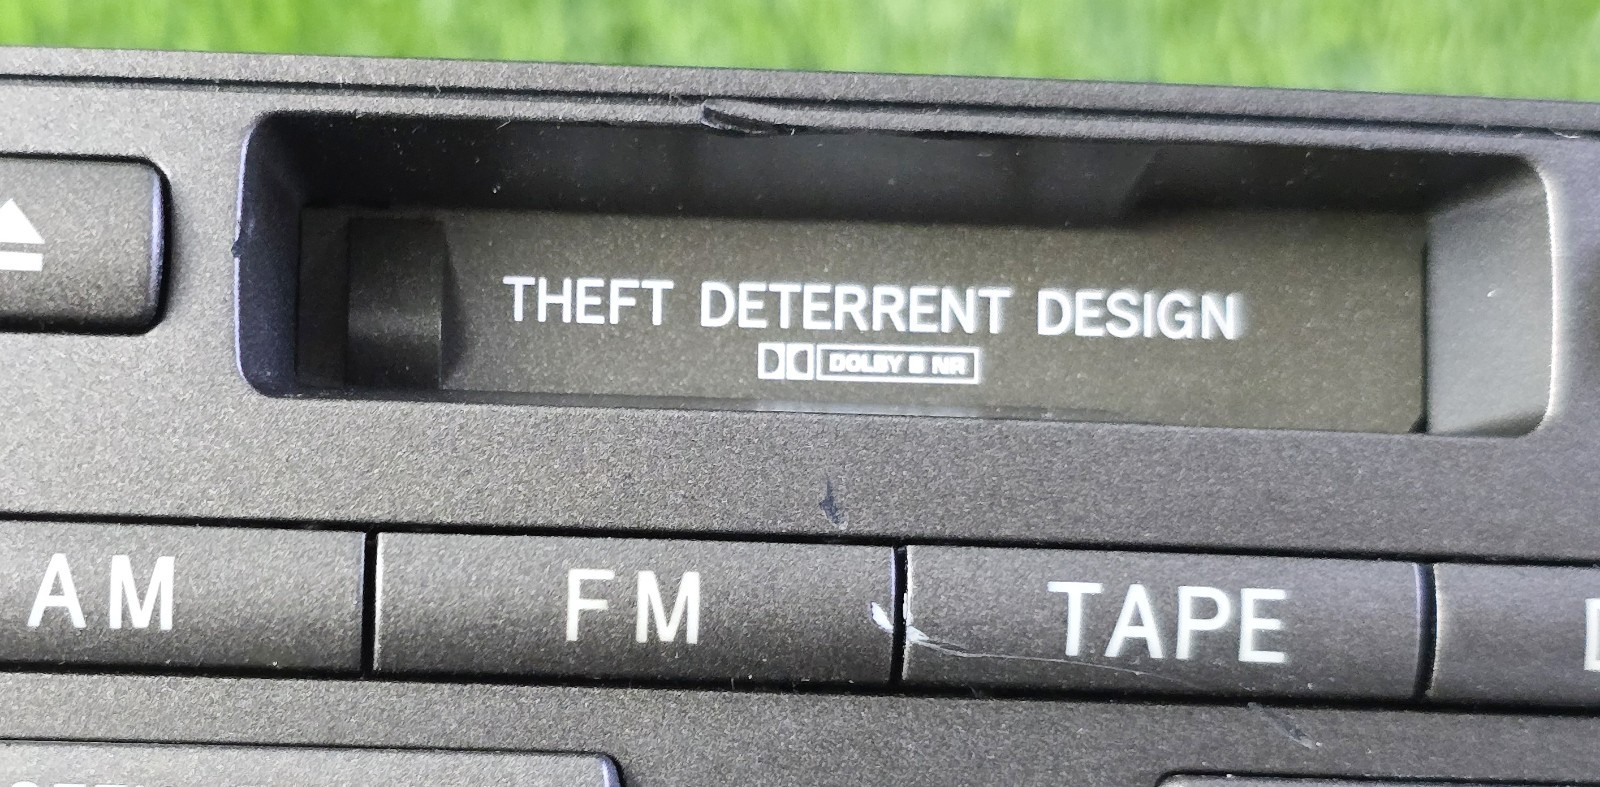 THEFT DETERRENT DESIGN
DOLBY B NR
AM FM TAPE